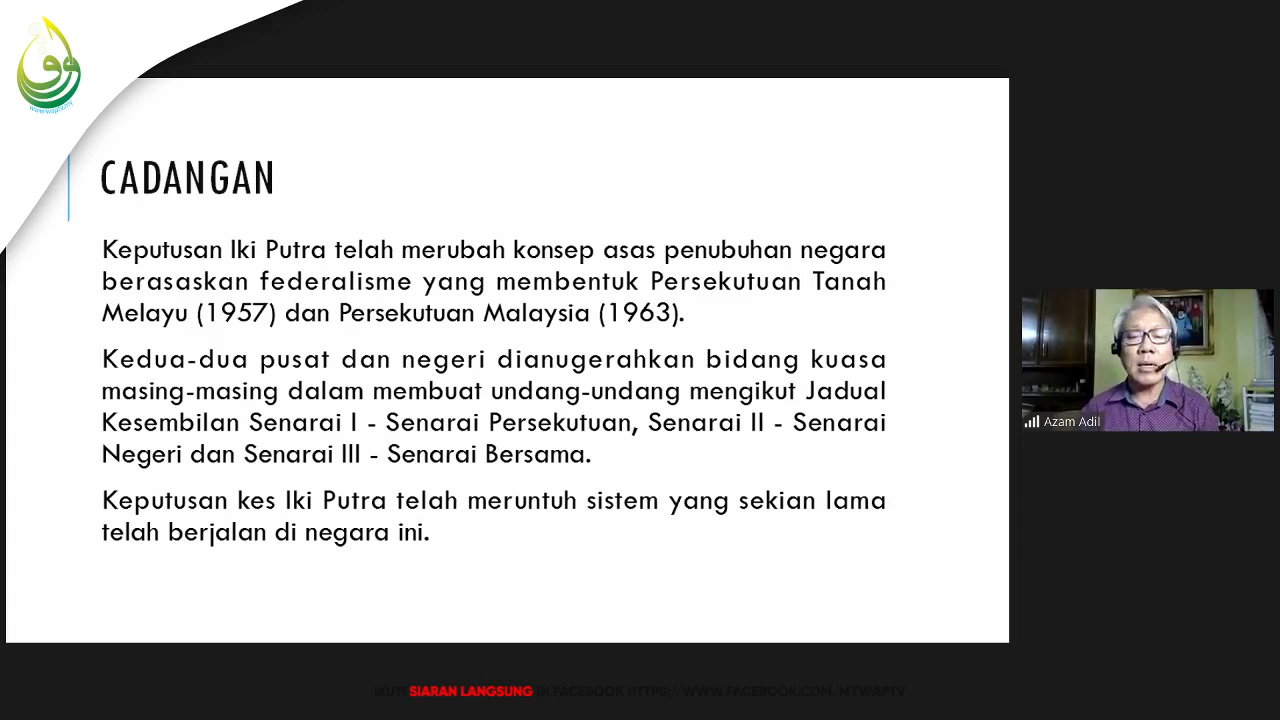 CADANGAN
Keputusan Iki Putra telah merubah konsep asas penubuhan negara
berasaskan federalisme yang membentuk Persekutuan Tanah
Melayu (1957) dan Persekutuan Malaysia (1963).
Kedua-dua pusat dan negeri dianugerahkan bidang kuasa
masing-masing dalam membuat undang-undang mengikut Jadual
Kesembilan Senarai I - Senarai Persekutuan, Senarai II - Senarai
Negeri dan Senarai III - Senarai Bersama.
Keputusan kes Iki Putra telah meruntuh sistem yang sekian lama
telah berjalan di negara ini.
Azam Adil
IKUTI SIARAN LANGSUNG DI FACEBOOK HTTPS://WWW.FACEBOOK.COM/MYWAPTV